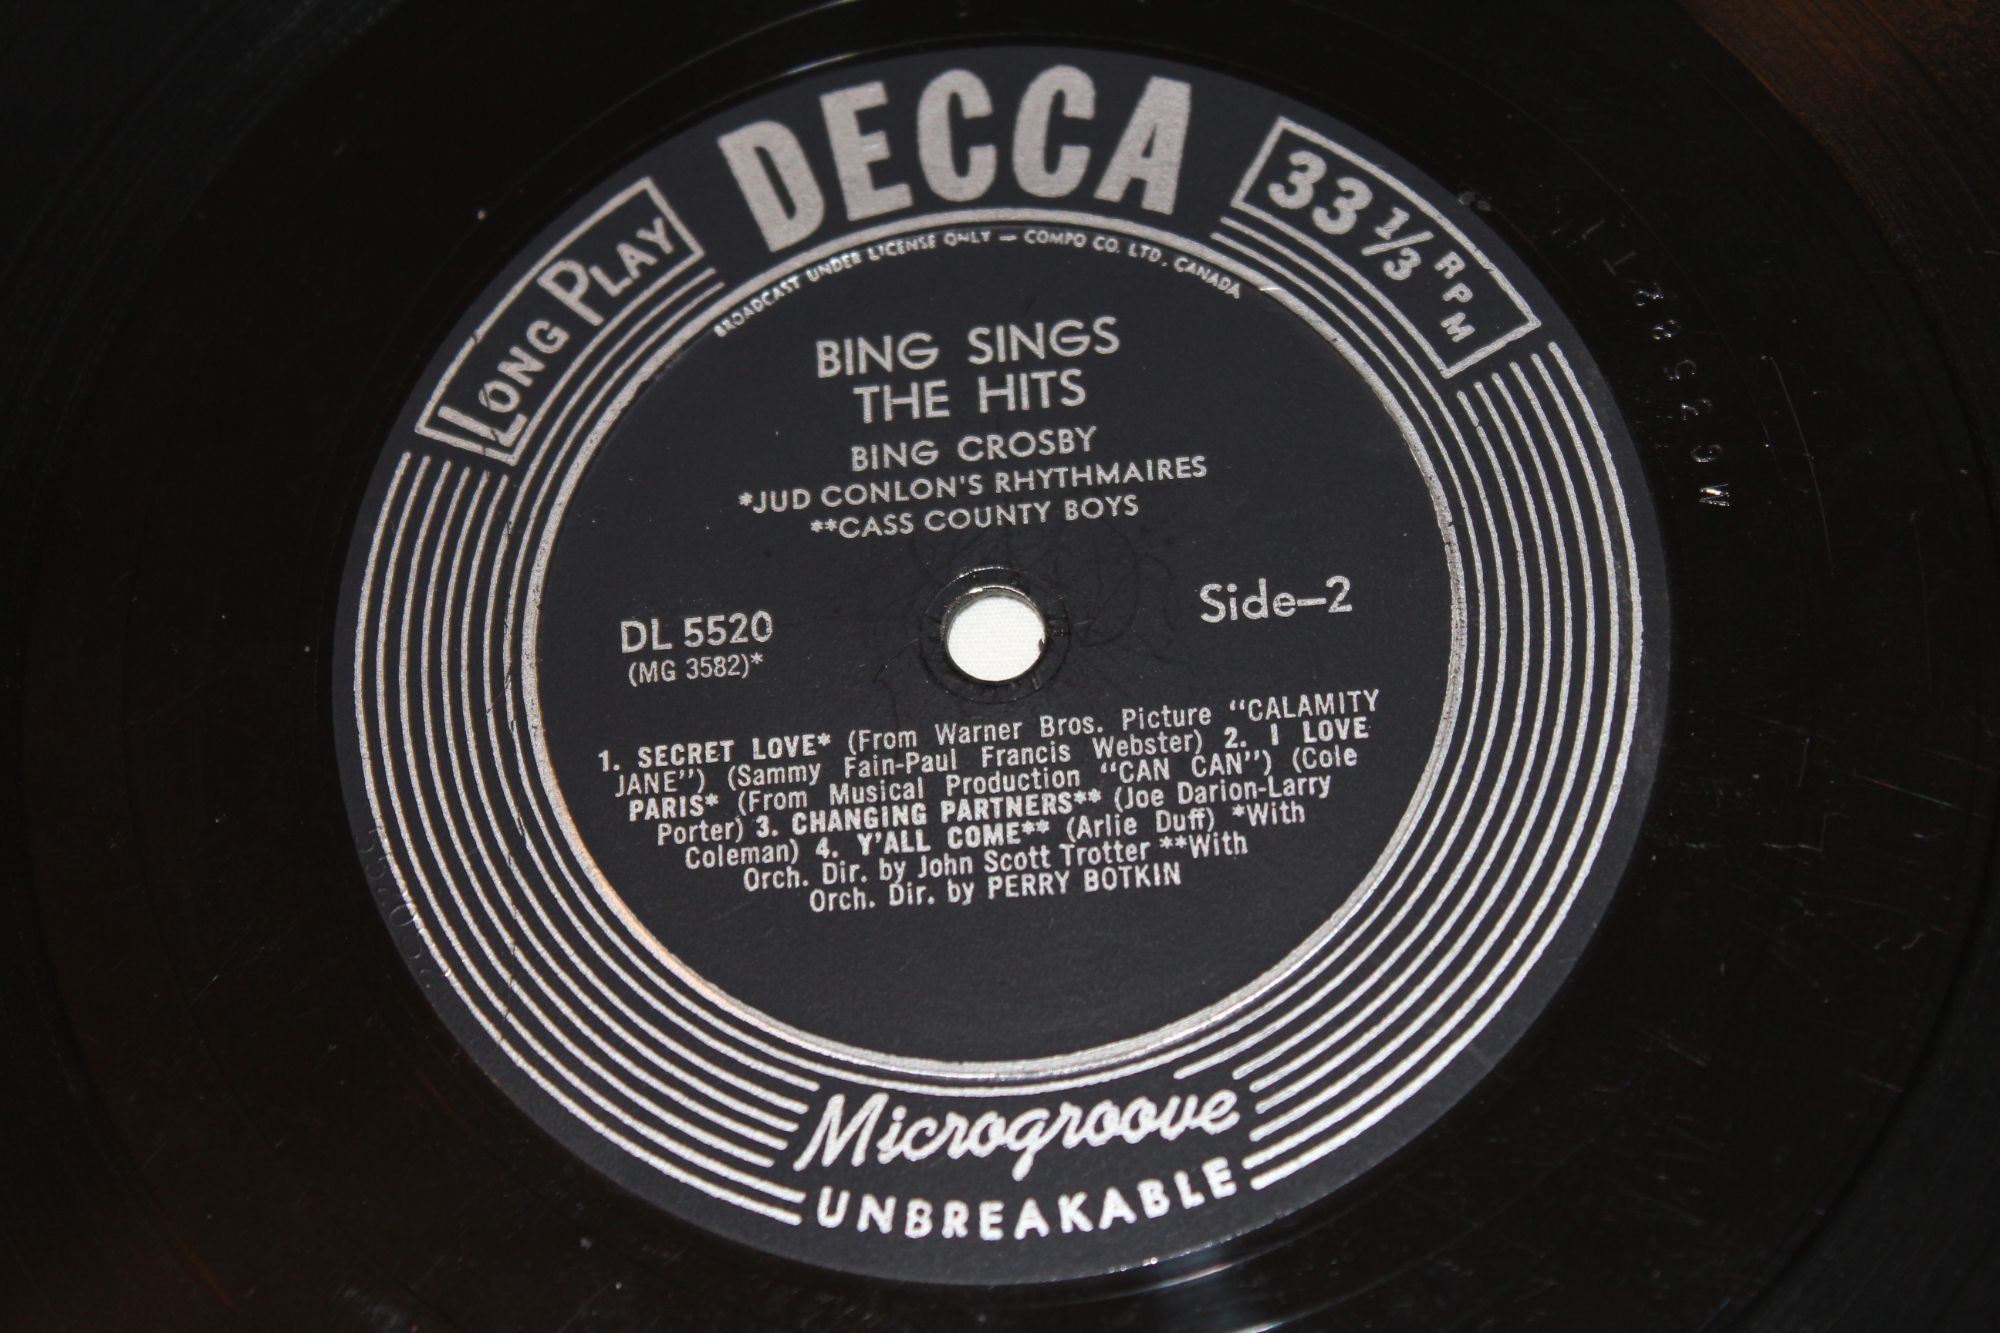 DECCA
LONG PLAY
33 1/3 RPM
BROADCAST UNDER LICENSE ONLY — COMPO CO. LTD., CANADA
BING SINGS
THE HITS
BING CROSBY
*JUD CONLON'S RHYTHMAIRES
**CASS COUNTY BOYS
DL 5520
(MG 3582)*
Side–2
1. SECRET LOVE* (From Warner Bros. Picture “CALAMITY
JANE”) (Sammy Fain-Paul Francis Webster) 2. I LOVE
PARIS* (From Musical Production “CAN CAN”) (Cole
Porter) 3. CHANGING PARTNERS** (Joe Darion-Larry
Coleman) 4. Y'ALL COME** (Arlie Duff) *With
Orch. Dir. by John Scott Trotter **With
Orch. Dir. by PERRY BOTKIN
Microgroove
UNBREAKABLE